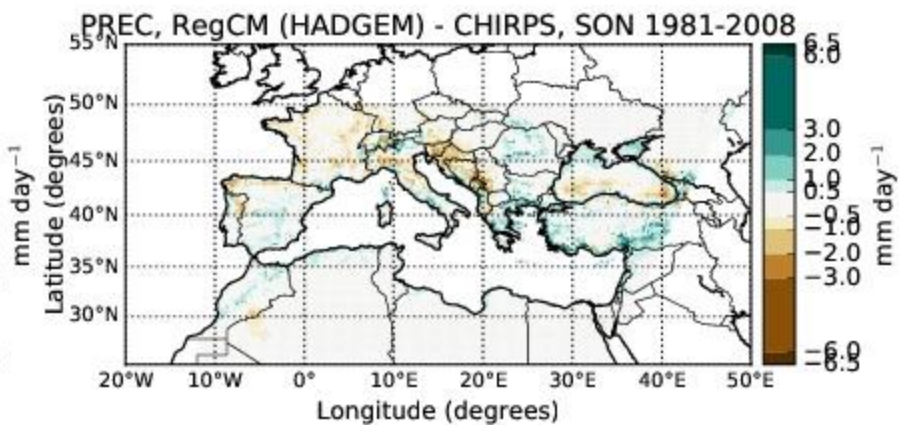 PREC, RegCM (HADGEM) - CHIRPS, SON 1981-2008
mm day⁻¹
Latitude (degrees)
55°N
50°N
45°N
40°N
35°N
30°N
20°W
10°W
0°
10°E
20°E
30°E
40°E
50°E
Longitude (degrees)
6.5
6.0
3.0
2.0
1.0
0.5
−0.5
−1.0
−2.0
−3.0
−6.0
−6.5
mm day⁻¹